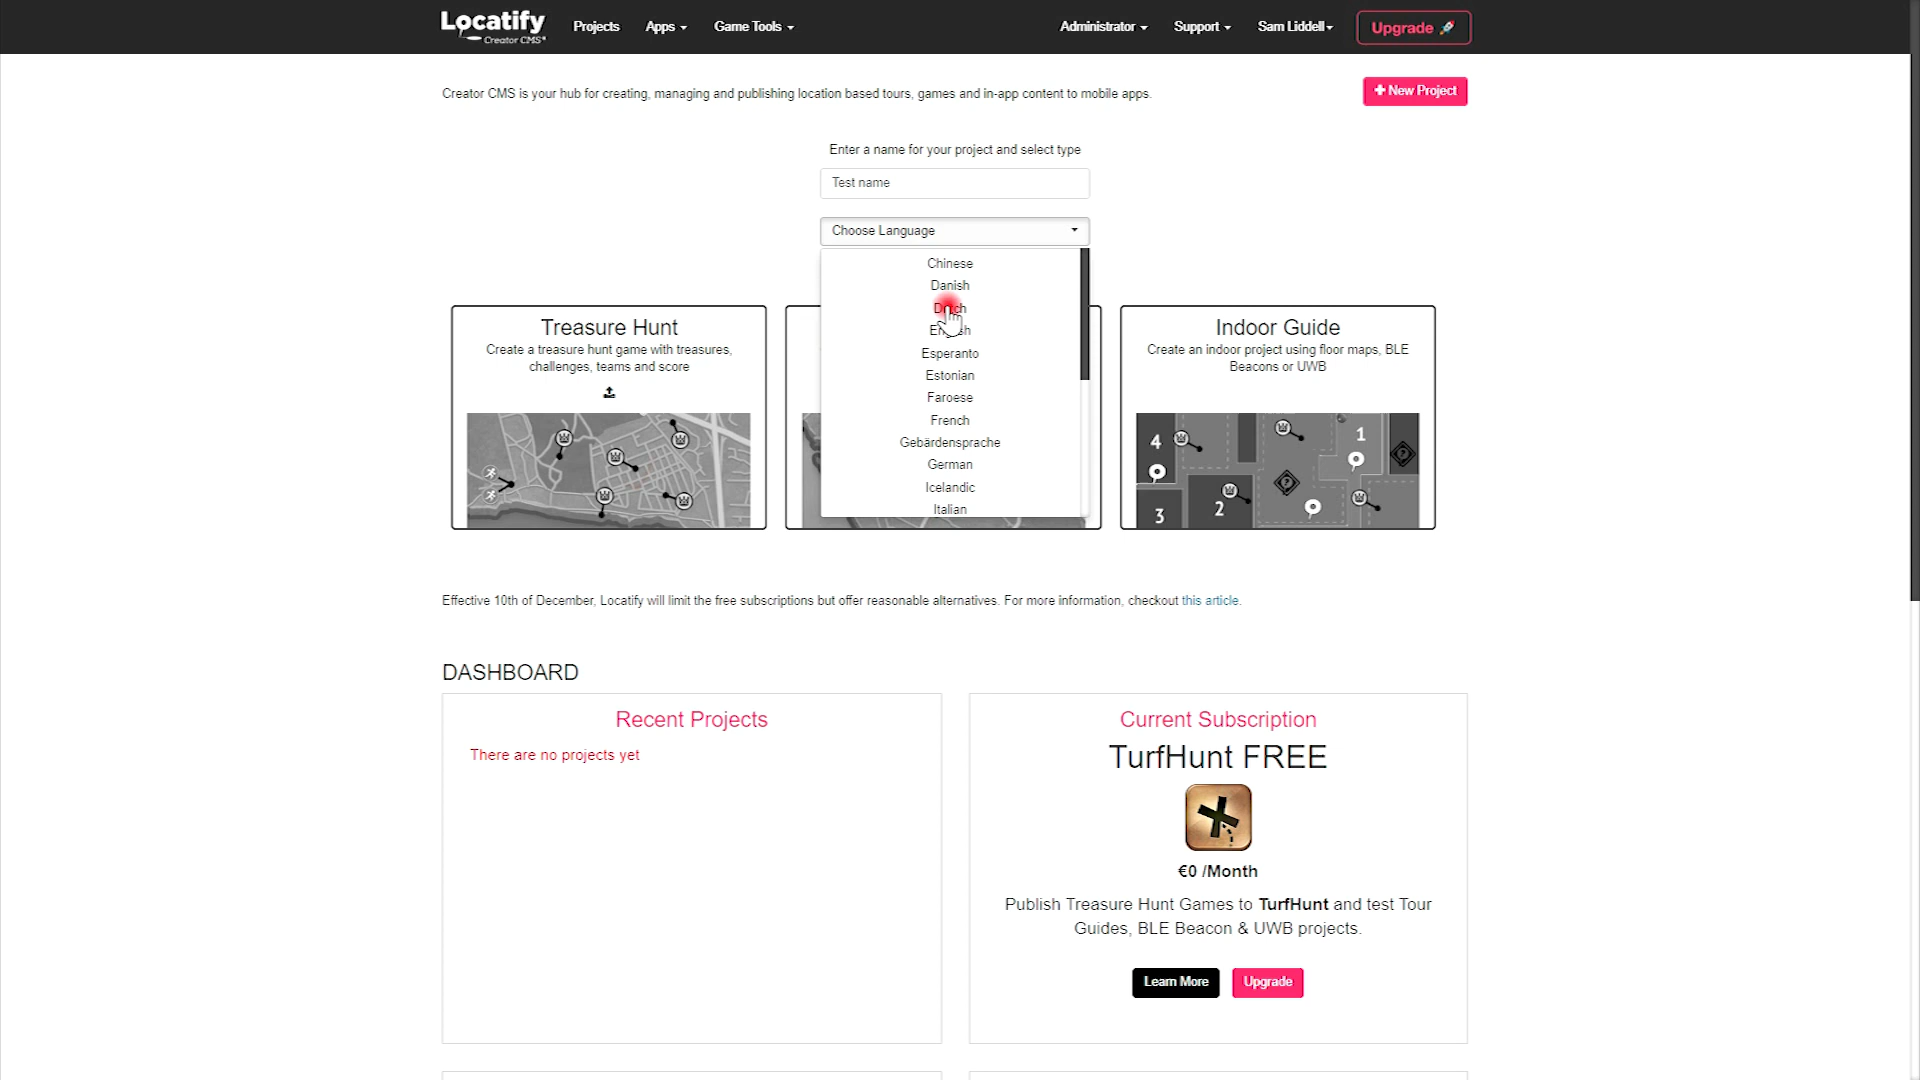 Locatify
Creator CMS®
Projects
Apps
Game Tools
Administrator
Support
Sam Liddell
Upgrade
Creator CMS is your hub for creating, managing and publishing location based tours, games and in-app content to mobile apps.
New Project
Enter a name for your project and select type
Test name
Choose Language
Chinese
Danish
Dutch
English
Esperanto
Estonian
Faroese
French
Gebärdensprache
German
Icelandic
Italian
Treasure Hunt
Create a treasure hunt game with treasures,
challenges, teams and score
Indoor Guide
Create an indoor project using floor maps, BLE
Beacons or UWB
4
1
3
2
Effective 10th of December, Locatify will limit the free subscriptions but offer reasonable alternatives. For more information, checkout this article.
DASHBOARD
Recent Projects
There are no projects yet
Current Subscription
TurfHunt FREE
€0 /Month
Publish Treasure Hunt Games to TurfHunt and test Tour
Guides, BLE Beacon & UWB projects.
Learn More
Upgrade